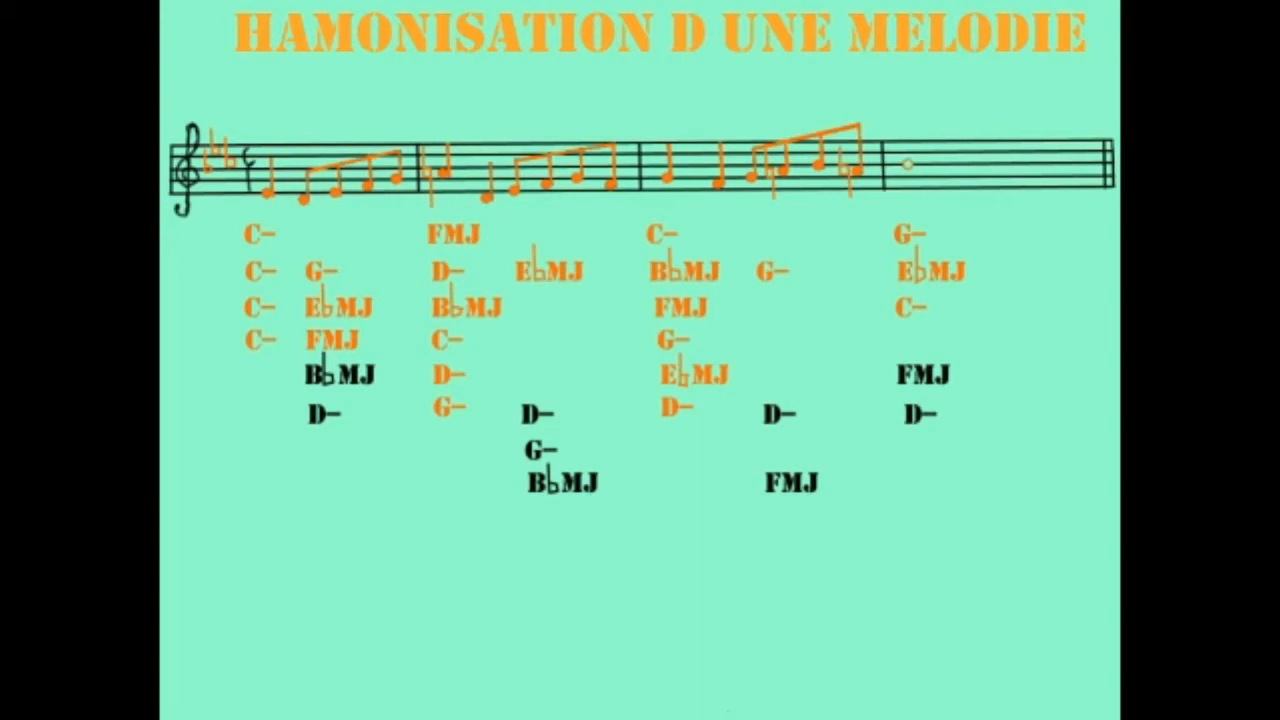 HAMONISATION D UNE MELODIE
C– FMJ C– G–
C– G– D– E♭MJ B♭MJ G– E♭MJ
C– E♭MJ B♭MJ FMJ C–
C– FMJ C– G–
B♭MJ D– E♮MJ FMJ
D– G– D– D– D– D–
G–
B♭MJ FMJ